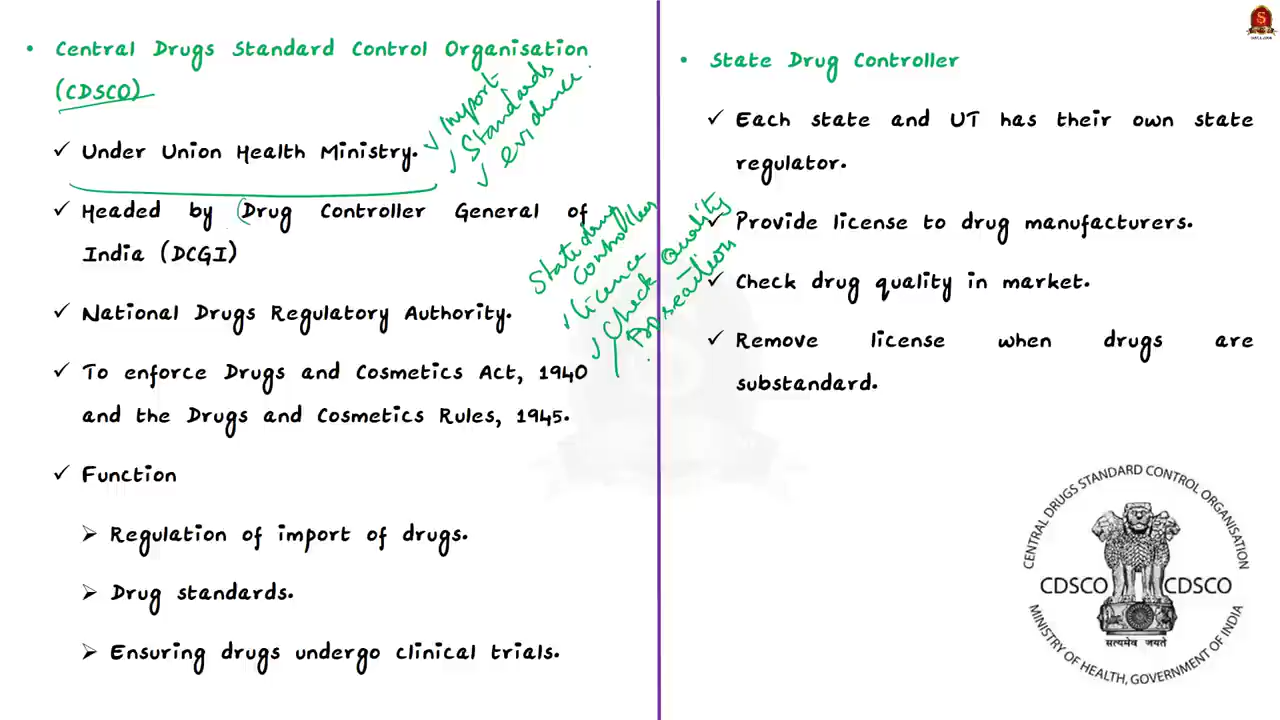 • Central Drugs Standard Control Organisation
(CDSCO)
✓ Under Union Health Ministry.
✓ Headed by Drug Controller General of
India (DCGI)
✓ National Drugs Regulatory Authority.
✓ To enforce Drugs and Cosmetics Act, 1940
and the Drugs and Cosmetics Rules, 1945.
✓ Function
➢ Regulation of import of drugs.
➢ Drug standards.
➢ Ensuring drugs undergo clinical trials.
✓ import
✓ Standards
✓ evidence
State drug
Controller
✓ licence
✓ Check Quality
• State Drug Controller
✓ Each state and UT has their own state
regulator.
✓ Provide license to drug manufacturers.
✓ Check drug quality in market.
✓ Remove license when drugs are
substandard.
CENTRAL DRUGS STANDARD CONTROL ORGANISATION
CDSCO CDSCO
सत्यमेव जयते
MINISTRY OF HEALTH, GOVERNMENT OF INDIA